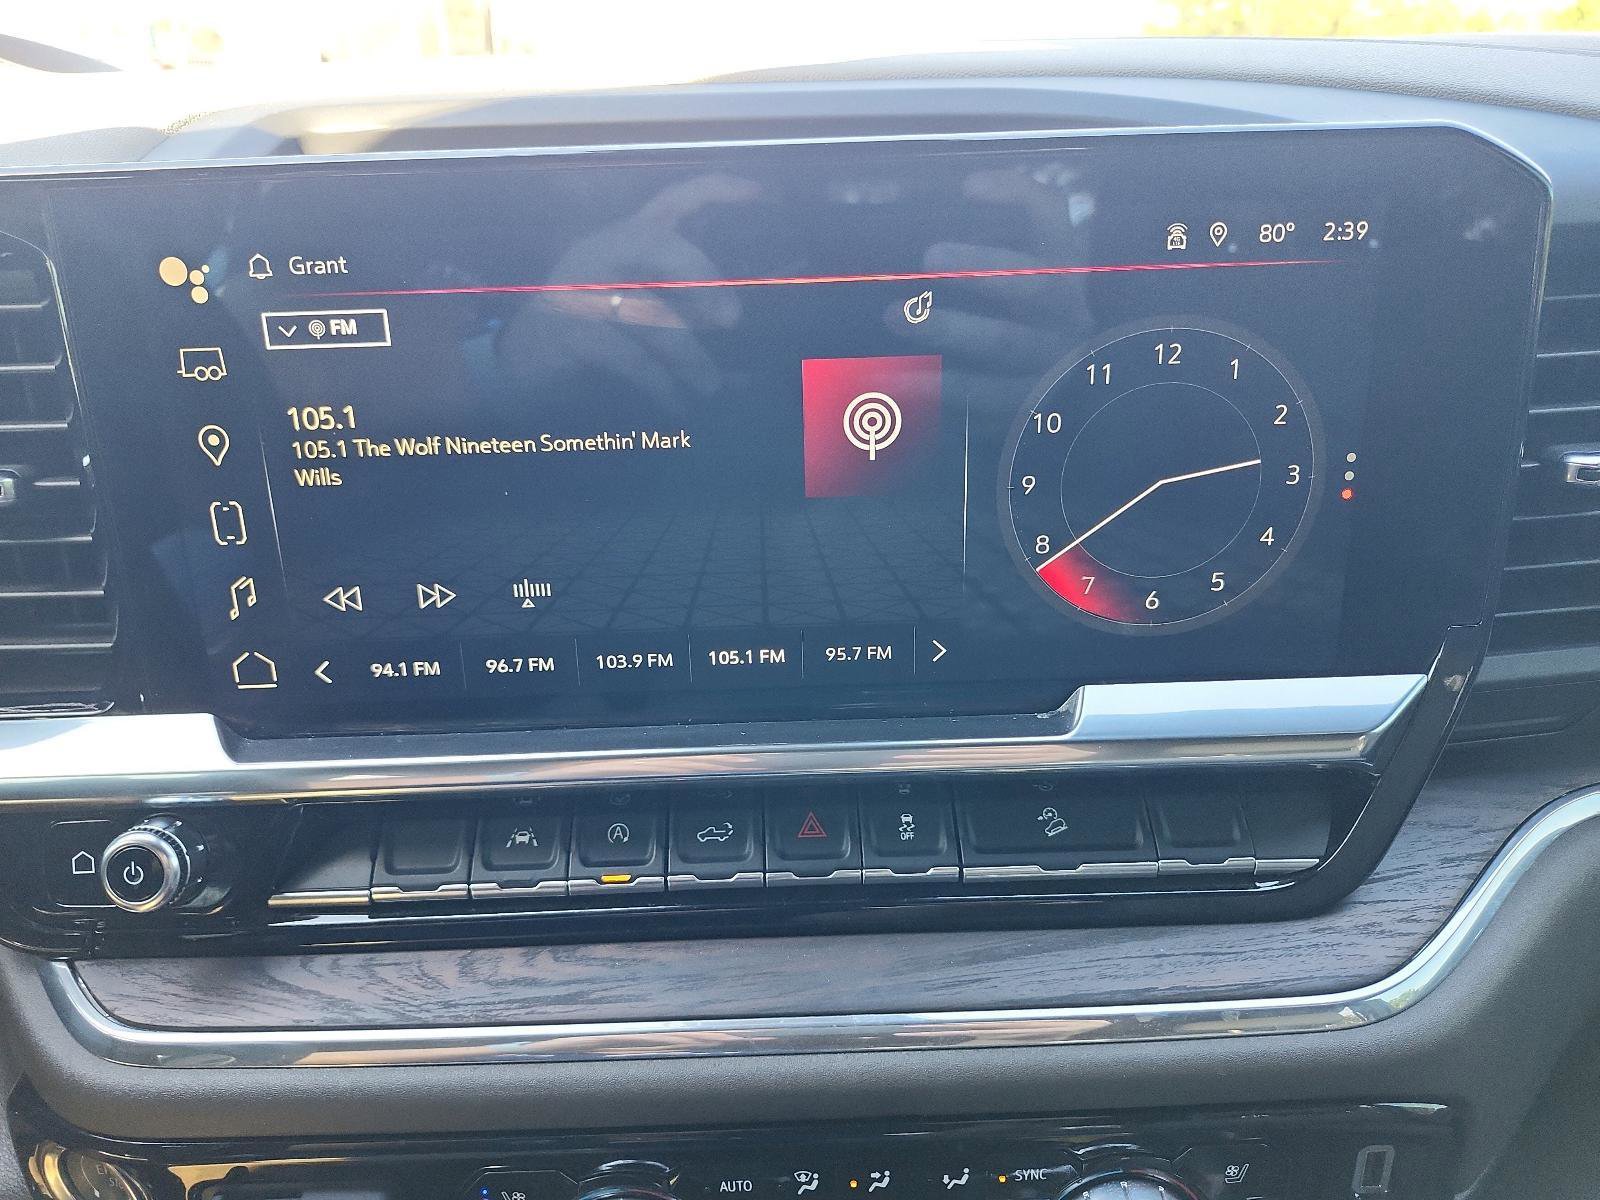 Grant
80° 2:39
FM
105.1
105.1 The Wolf Nineteen Somethin' Mark
Wills
94.1 FM 96.7 FM 103.9 FM 105.1 FM 95.7 FM
12
1
2
3
4
5
6
7
8
9
10
11
A
OFF
AUTO
SYNC